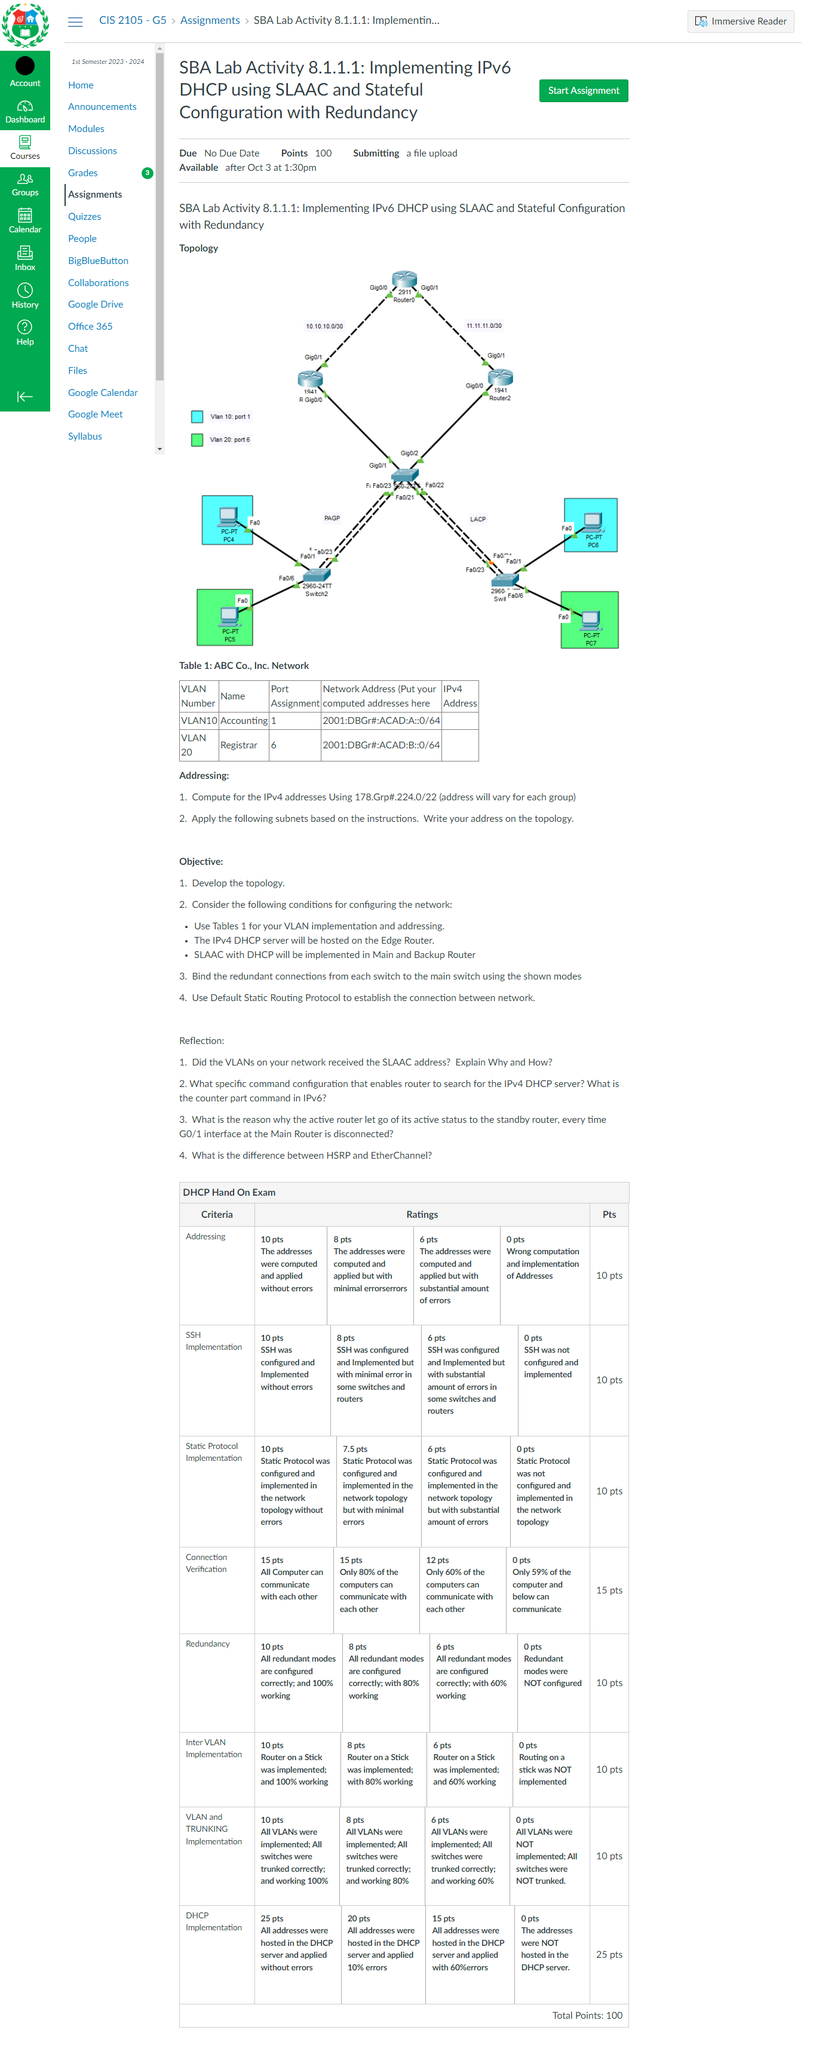 CIS 2105 - G5 › Assignments › SBA Lab Activity 8.1.1.1: Implementin...
Immersive Reader
Account
Dashboard
Courses
Groups
Calendar
Inbox
History
Help
1st Semester 2023 - 2024
Home
Announcements
Modules
Discussions
Grades
3
Assignments
Quizzes
People
BigBlueButton
Collaborations
Google Drive
Office 365
Chat
Files
Google Calendar
Google Meet
Syllabus
SBA Lab Activity 8.1.1.1: Implementing IPv6
DHCP using SLAAC and Stateful
Configuration with Redundancy
Start Assignment
Due No Due Date Points 100 Submitting a file upload
Available after Oct 3 at 1:30pm
SBA Lab Activity 8.1.1.1: Implementing IPv6 DHCP using SLAAC and Stateful Configuration
with Redundancy
Topology
Gig0/0
Gig0/1
2911
Router0
10.10.10.0/30
11.11.11.0/30
Gig0/1
Gig0/1
1941
R Gig0/0
Gig0/0
1941
Router2
Vlan 10: port 1
Vlan 20: port 6
Gig0/1
Gig0/2
Fa0/23
Fa0/22
Fa0/21
PAGP
LACP
PC-PT
PC4
Fa0
Fa0/1
Fa0/23
Fa0/6
2960-24TT
Switch2
Fa0
PC-PT
PC5
Fa0
PC-PT
PC6
Fa0/1
Fa0/23
2960
Fa0/6
Fa0
PC-PT
PC7
Table 1: ABC Co., Inc. Network
VLAN Number Name Port Assignment Network Address (Put your computed addresses here IPv4 Address
VLAN10 Accounting 1 2001:DBGr#:ACAD:A::0/64
VLAN 20 Registrar 6 2001:DBGr#:ACAD:B::0/64
Addressing:
1. Compute for the IPv4 addresses Using 178.Grp#.224.0/22 (address will vary for each group)
2. Apply the following subnets based on the instructions. Write your address on the topology.
Objective:
1. Develop the topology.
2. Consider the following conditions for configuring the network:
• Use Tables 1 for your VLAN implementation and addressing.
• The IPv4 DHCP server will be hosted on the Edge Router.
• SLAAC with DHCP will be implemented in Main and Backup Router
3. Bind the redundant connections from each switch to the main switch using the shown modes
4. Use Default Static Routing Protocol to establish the connection between network.
Reflection:
1. Did the VLANs on your network received the SLAAC address? Explain Why and How?
2. What specific command configuration that enables router to search for the IPv4 DHCP server? What is
the counter part command in IPv6?
3. What is the reason why the active router let go of its active status to the standby router, every time
G0/1 interface at the Main Router is disconnected?
4. What is the difference between HSRP and EtherChannel?
DHCP Hand On Exam
Criteria Ratings Pts
Addressing
10 pts
The addresses were computed and applied without errors
8 pts
The addresses were computed and applied but with minimal errorserrors
6 pts
The addresses were computed and applied but with substantial amount of errors
0 pts
Wrong computation and implementation of Addresses
10 pts
SSH Implementation
10 pts
SSH was configured and Implemented without errors
8 pts
SSH was configured and Implemented but with minimal error in some switches and routers
6 pts
SSH was configured and Implemented but with substantial amount of errors in some switches and routers
0 pts
SSH was not configured and implemented
10 pts
Static Protocol Implementation
10 pts
Static Protocol was configured and implemented in the network topology without errors
7.5 pts
Static Protocol was configured and implemented in the network topology but with minimal errors
6 pts
Static Protocol was configured and implemented in the network topology but with substantial amount of errors
0 pts
Static Protocol was not configured and implemented in the network topology
10 pts
Connection Verification
15 pts
All Computer can communicate with each other
15 pts
Only 80% of the computers can communicate with each other
12 pts
Only 60% of the computers can communicate with each other
0 pts
Only 59% of the computer and below can communicate
15 pts
Redundancy
10 pts
All redundant modes are configured correctly; and 100% working
8 pts
All redundant modes are configured correctly; with 80% working
6 pts
All redundant modes are configured correctly; with 60% working
0 pts
Redundant modes were NOT configured
10 pts
Inter VLAN Implementation
10 pts
Router on a Stick was implemented; and 100% working
8 pts
Router on a Stick was implemented; with 80% working
6 pts
Router on a Stick was implemented; and 60% working
0 pts
Routing on a stick was NOT implemented
10 pts
VLAN and TRUNKING Implementation
10 pts
All VLANs were implemented; All switches were trunked correctly; and working 100%
8 pts
All VLANs were implemented; All switches were trunked correctly; and working 80%
6 pts
All VLANs were implemented; All switches were trunked correctly; and working 60%
0 pts
All VLANs were NOT implemented; All switches were NOT trunked.
10 pts
DHCP Implementation
25 pts
All addresses were hosted in the DHCP server and applied without errors
20 pts
All addresses were hosted in the DHCP server and applied 10% errors
15 pts
All addresses were hosted in the DHCP server and applied with 60%errors
0 pts
The addresses were NOT hosted in the DHCP server.
25 pts
Total Points: 100